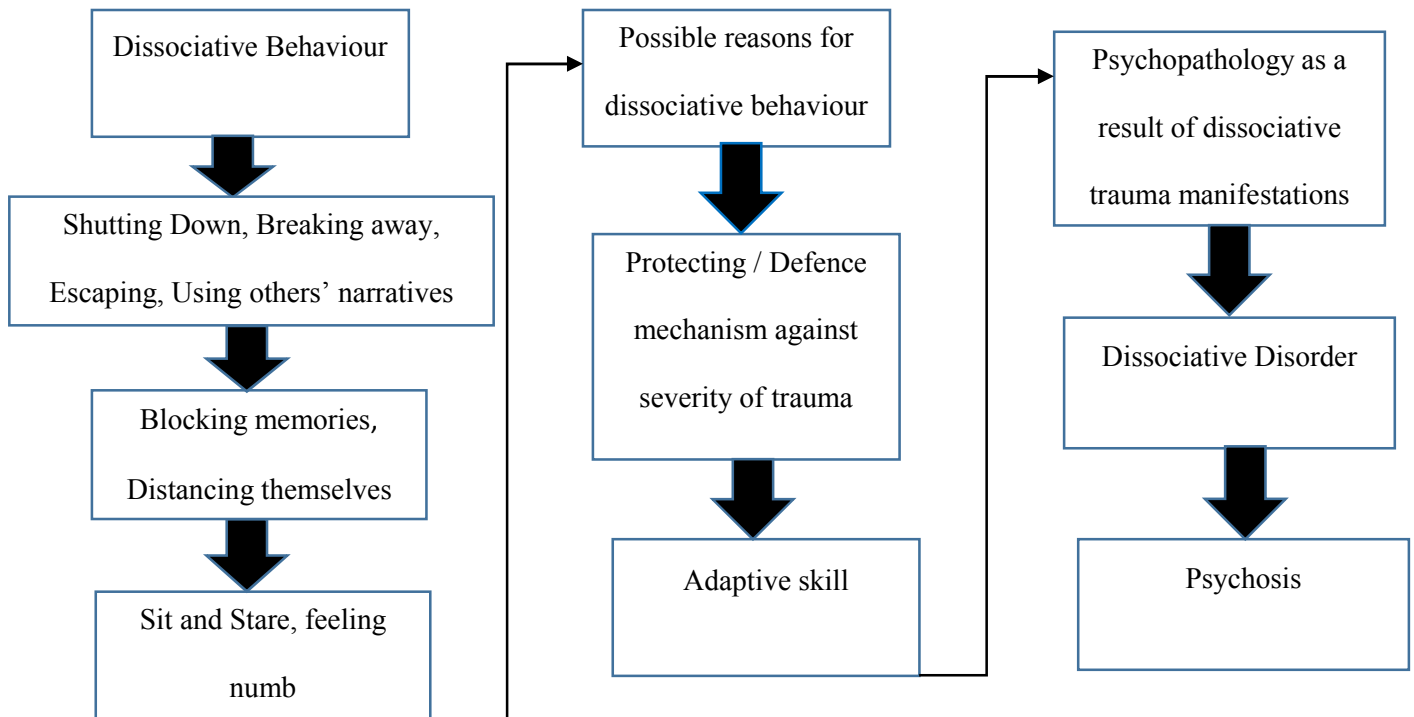 Dissociative Behaviour
Shutting Down, Breaking away,
Escaping, Using others’ narratives
Blocking memories,
Distancing themselves
Sit and Stare, feeling
numb
Possible reasons for
dissociative behaviour
Protecting / Defence
mechanism against
severity of trauma
Adaptive skill
Psychopathology as a
result of dissociative
trauma manifestations
Dissociative Disorder
Psychosis